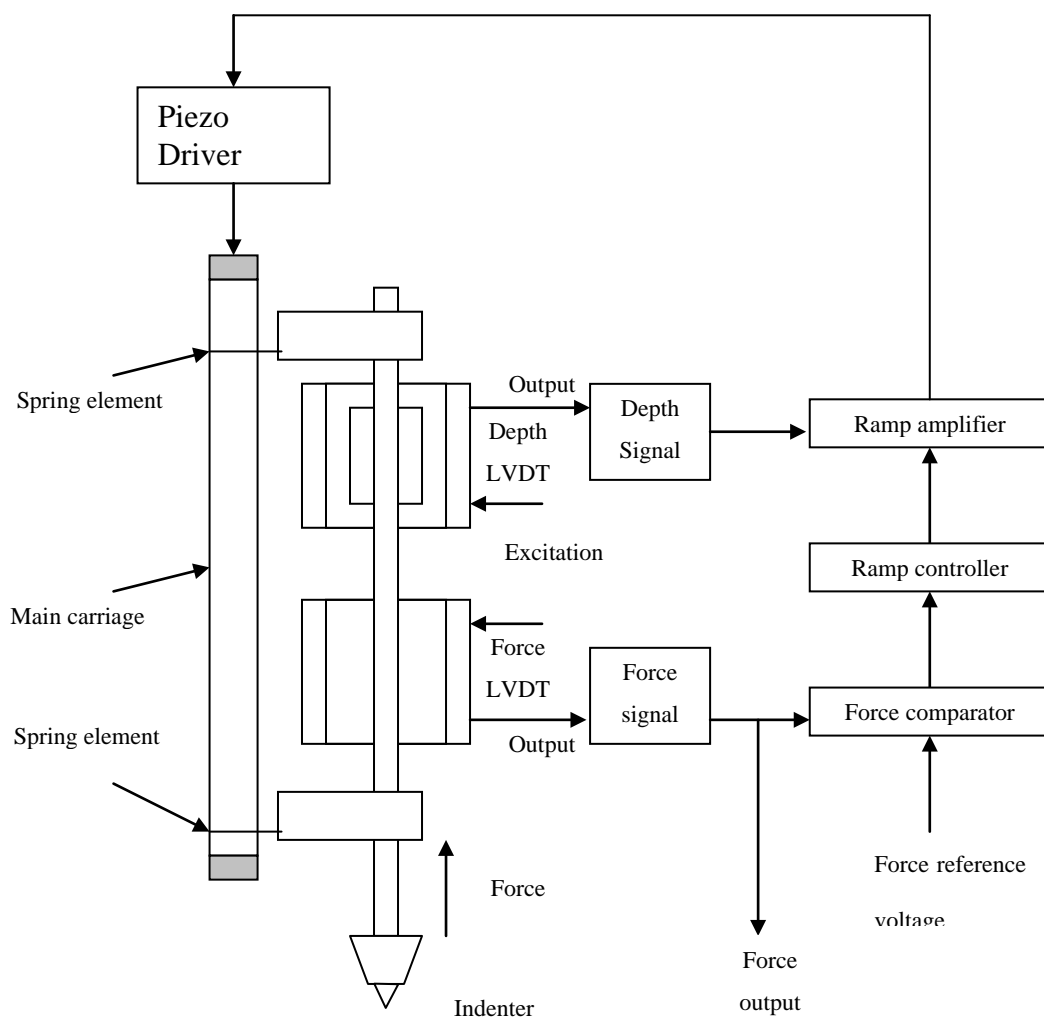 Piezo
Driver
Spring element
Output
Depth
LVDT
Depth
Signal
Ramp amplifier
Excitation
Ramp controller
Main carriage
Force
LVDT
Force
signal
Force comparator
Spring element
Output
Force
Force reference
voltage
Force
output
Indenter